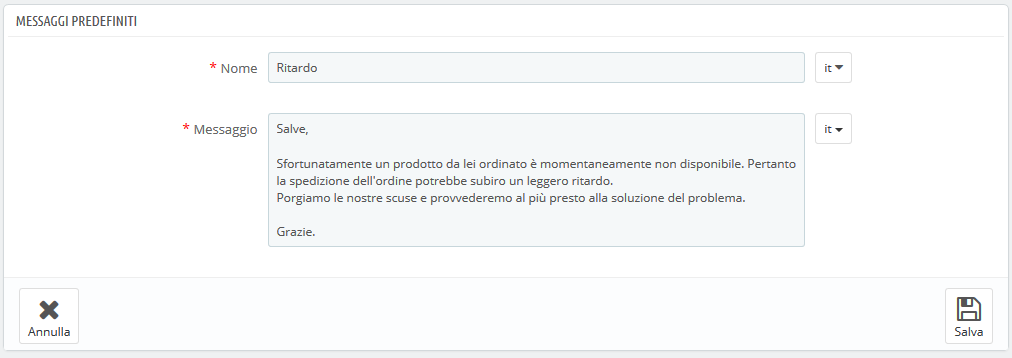 MESSAGGI PREDEFINITI
* Nome
Ritardo
it
* Messaggio
Salve,
it
Sfortunatamente un prodotto da lei ordinato è momentaneamente non disponibile. Pertanto
la spedizione dell'ordine potrebbe subiro un leggero ritardo.
Porgiamo le nostre scuse e provvederemo al più presto alla soluzione del problema.
Grazie.
Annulla
Salva